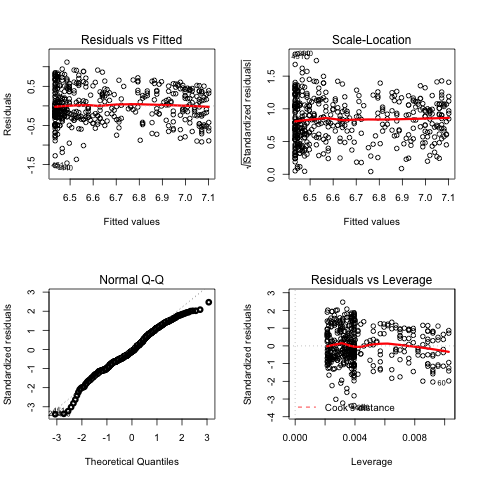 Residuals vs Fitted
Residuals
0.5
-0.5
-1.5
6.5 6.6 6.7 6.8 6.9 7.0 7.1
Fitted values
Scale-Location
√|Standardized residuals|
1.5
1.0
0.5
0.0
6.5 6.6 6.7 6.8 6.9 7.0 7.1
Fitted values
Normal Q-Q
Standardized residuals
3
2
1
0
-1
-2
-3
-3 -2 -1 0 1 2 3
Theoretical Quantiles
Residuals vs Leverage
Standardized residuals
3
2
1
0
-1
-2
-3
-4
60
Cook's distance
0.000 0.004 0.008
Leverage